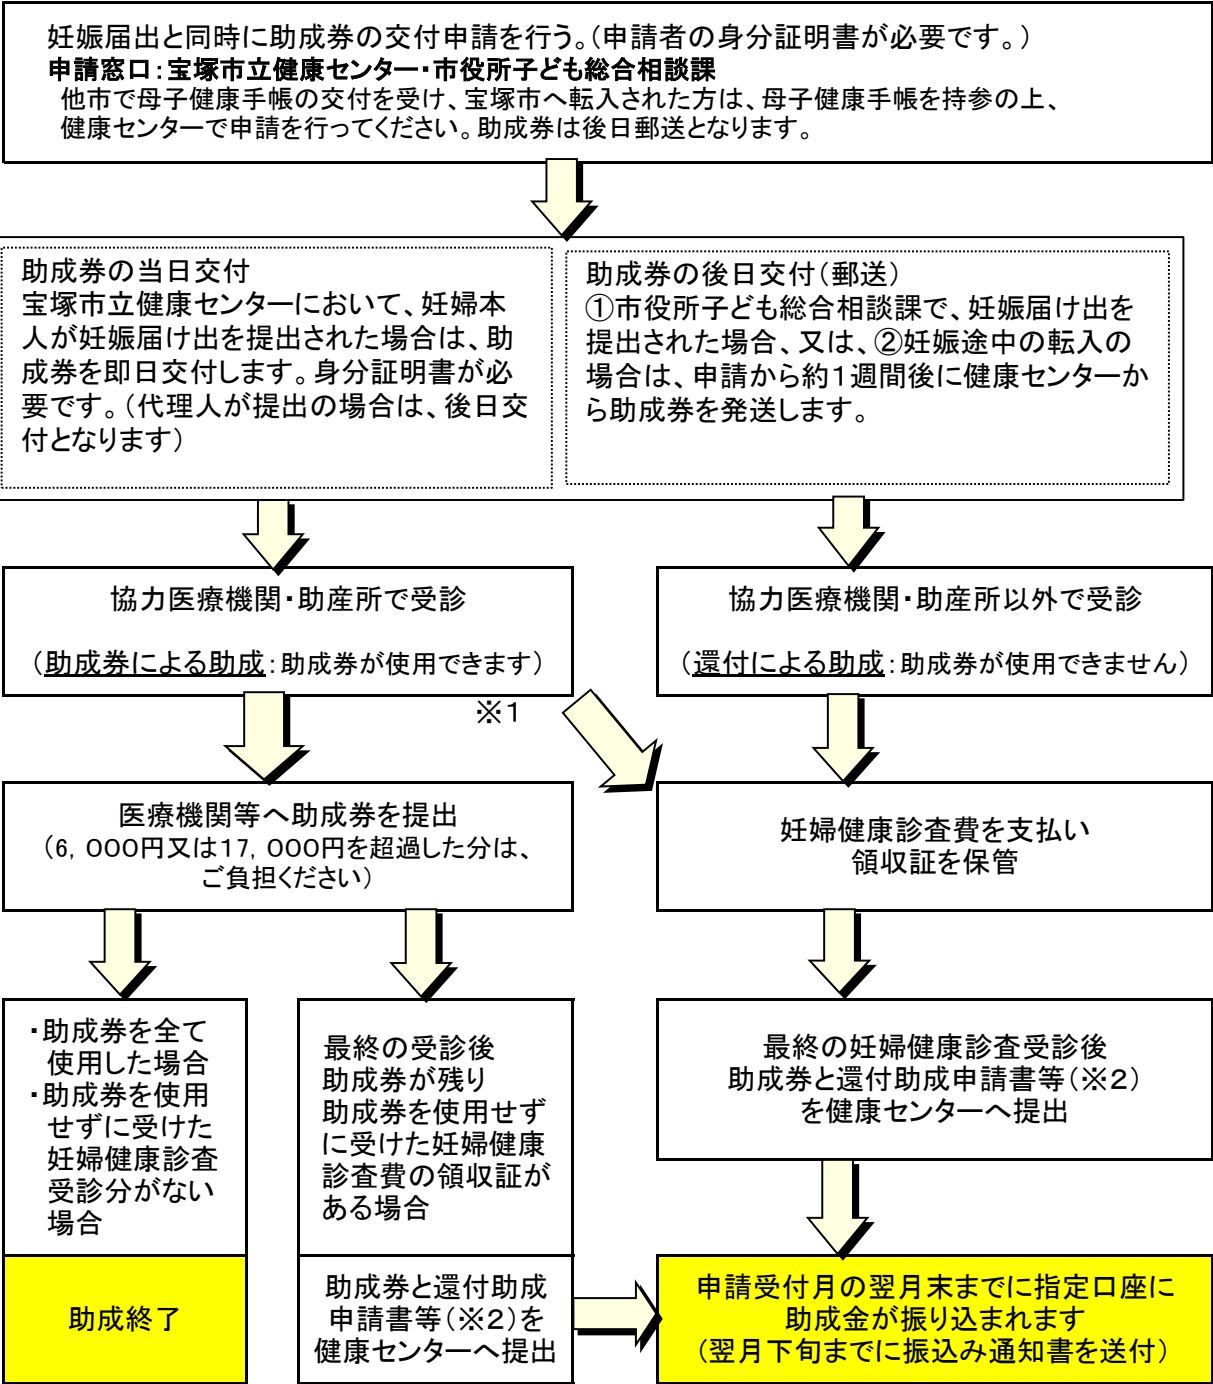 妊娠届出と同時に助成券の交付申請を行う。（申請者の身分証明書が必要です。）
申請窓口：宝塚市立健康センター・市役所子ども総合相談課
他市で母子健康手帳の交付を受け、宝塚市へ転入された方は、母子健康手帳を持参の上、
健康センターで申請を行ってください。助成券は後日郵送となります。
助成券の当日交付
宝塚市立健康センターにおいて、妊婦本
人が妊娠届け出を提出された場合は、助
成券を即日交付します。身分証明書が必
要です。（代理人が提出の場合は、後日交
付となります）
助成券の後日交付（郵送）
①市役所子ども総合相談課で、妊娠届け出を
提出された場合、又は、②妊娠途中の転入の
場合は、申請から約１週間後に健康センターか
ら助成券を発送します。
協力医療機関・助産所で受診
（助成券による助成：助成券が使用できます）
協力医療機関・助産所以外で受診
（還付による助成：助成券が使用できません）
※１
医療機関等へ助成券を提出
（６，０００円又は１７，０００円を超過した分は、
ご負担ください）
妊婦健康診査費を支払い
領収証を保管
・助成券を全て
使用した場合
・助成券を使用
せずに受けた
妊婦健康診査
受診分がない
場合
助成終了
最終の受診後
助成券が残り
助成券を使用せず
に受けた妊婦健康
診査費の領収証が
ある場合
助成券と還付助成
申請書等（※２）を
健康センターへ提出
最終の妊婦健康診査受診後
助成券と還付助成申請書等（※２）
を健康センターへ提出
申請受付月の翌月末までに指定口座に
助成金が振り込まれます
（翌月下旬までに振込み通知書を送付）